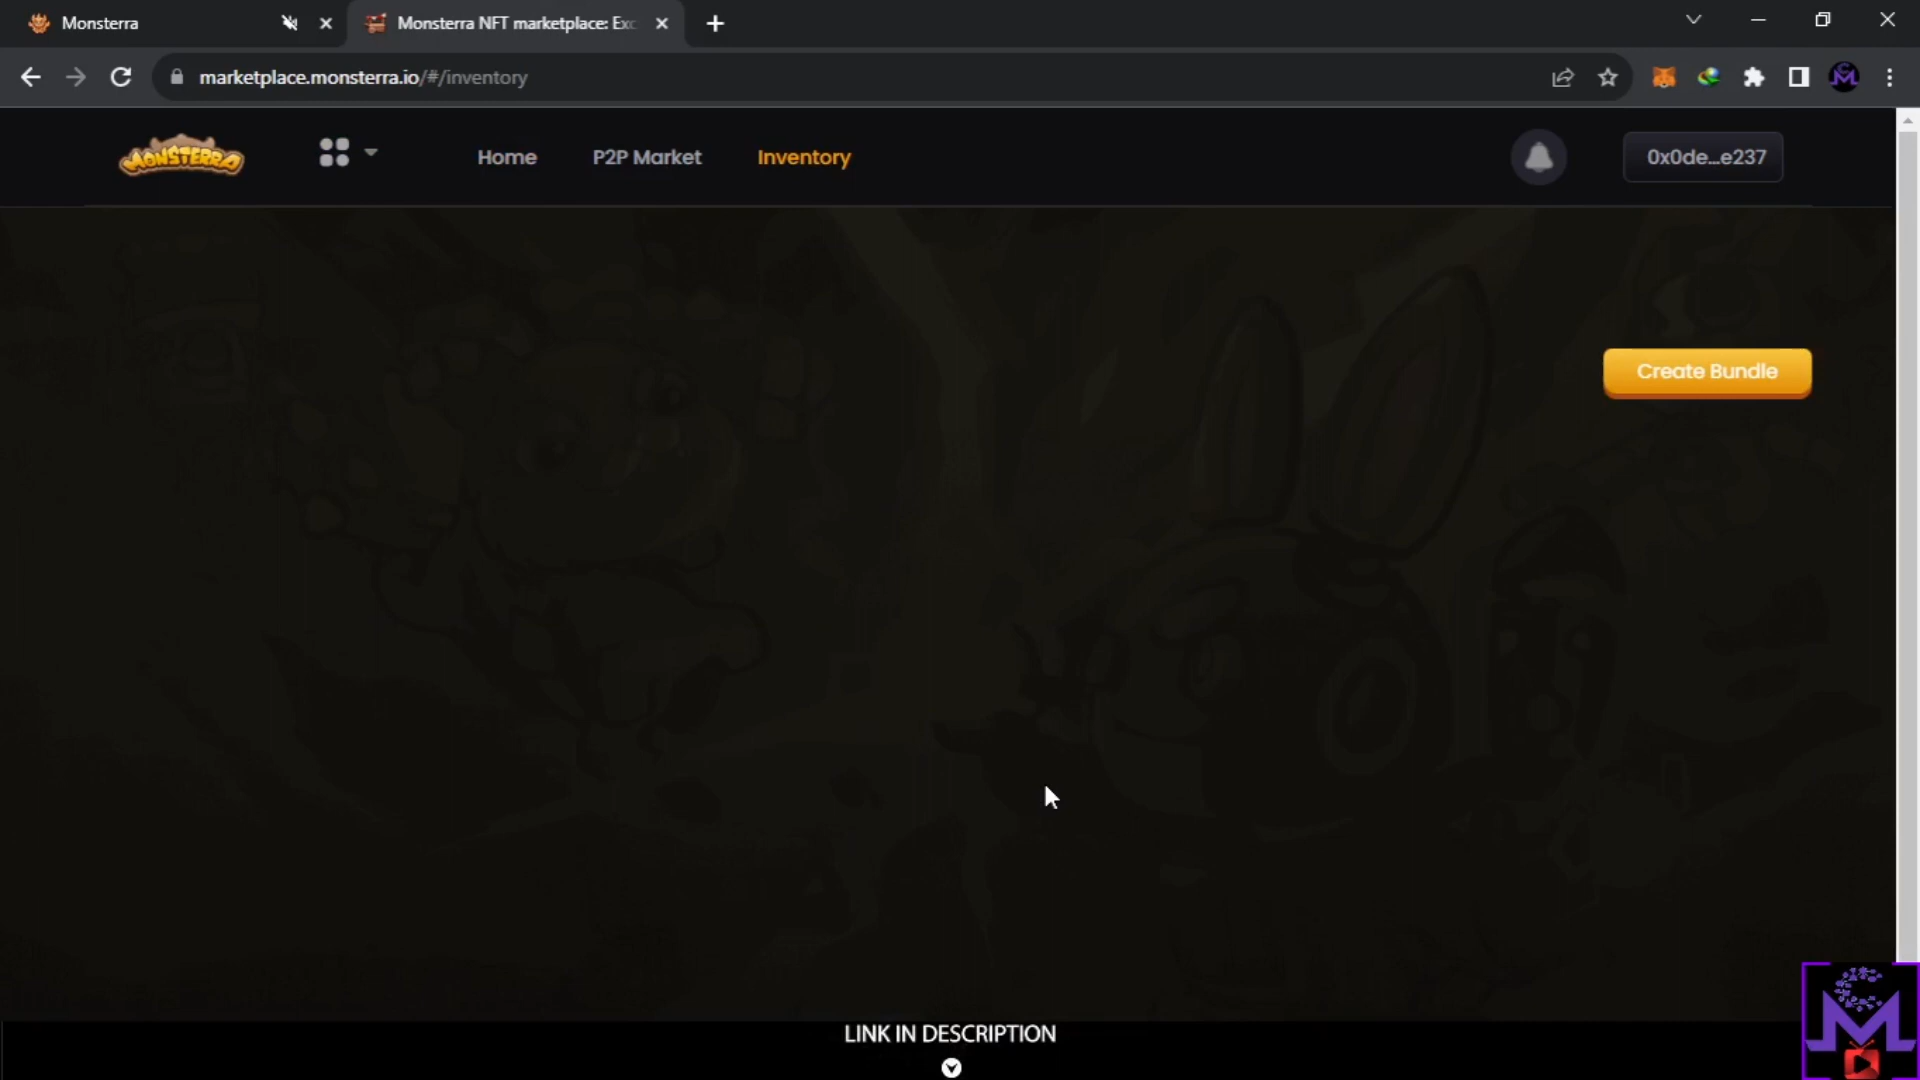 Monsterra
Monsterra NFT marketplace: Exc
marketplace.monsterra.io/#/inventory
MONSTERRA
Home
P2P Market
Inventory
0x0de...e237
Create Bundle
LINK IN DESCRIPTION